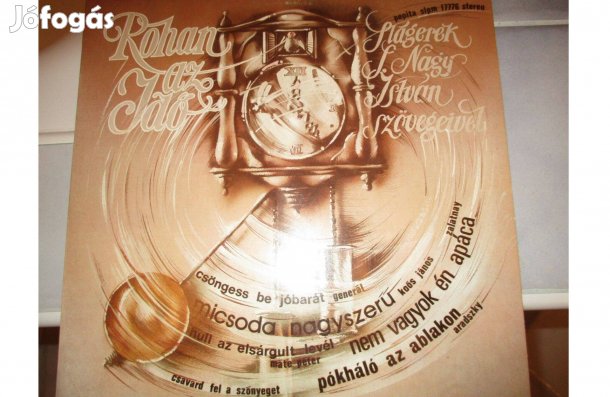 Jófogás
pepita slpm 17776 stereo
Rohan
az
Idő
Slágerek
S. Nagy
István
szövegeivel
csöngess be jóbarát generál
micsoda nagyszerű koós jános
hull az elsárgult levél máté péter
nem vagyok én apáca zalatnay
pókháló az ablakon aradszky
csavard fel a szőnyeget